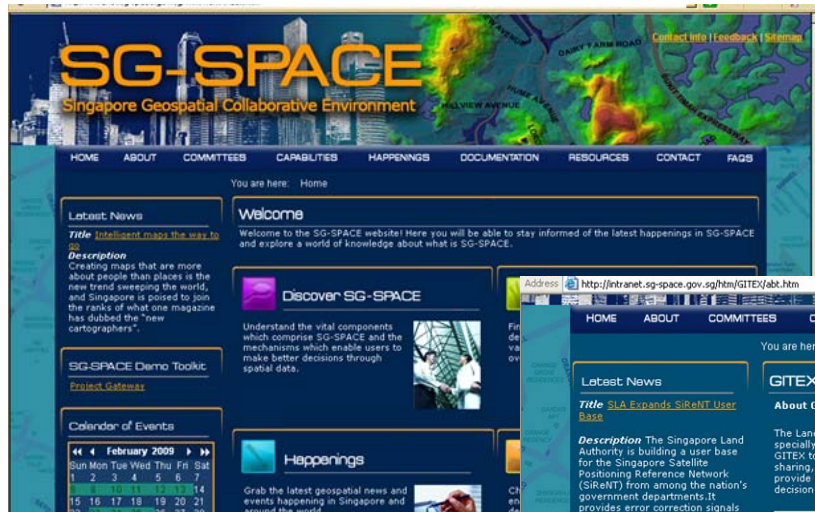 Contact Info | Feedback | Sitemap
SG-SPACE
Singapore Geospatial Collaborative Environment
DAIRY FARM ROAD
HUME AVENUE
HILLVIEW AVENUE
HOME ABOUT COMMITTEES CAPABILITIES HAPPENINGS DOCUMENTATION RESOURCES CONTACT FAQS
You are here: Home
Latest News
Title Intelligent maps the way to
go
Description
Creating maps that are more
about people than places is the
new trend sweeping the world,
and Singapore is poised to join
the ranks of what one magazine
has dubbed the "new
cartographers".
SG-SPACE Demo Toolkit
Project Gateway
Calendar of Events
February 2009
Sun Mon Tue Wed Thu Fri Sat
1 2 3 4 5 6 7
8 9 10 11 12 13 14
15 16 17 18 19 20 21
Welcome
Welcome to the SG-SPACE website! Here you will be able to stay informed of the latest happenings in SG-SPACE
and explore a world of knowledge about what is SG-SPACE.
Discover SG-SPACE
Understand the vital components
which comprise SG-SPACE and the
mechanisms which enable users to
make better decisions through
spatial data.
Happenings
Grab the latest geospatial news and
events happening in Singapore and
around the world.
Address http://intranet.sg-space.gov.sg/htm/GITEX/abt.htm
HOME ABOUT COMMITTEES
You are her
Latest News
Title SLA Expands SiReNT User
Base
Description The Singapore Land
Authority is building a user base
for the Singapore Satellite
Positioning Reference Network
(SiReNT) from among the nation's
government departments.It
provides error correction signals
GITEX
About
The Lan
specially
GITEX to
sharing,
provide
decision